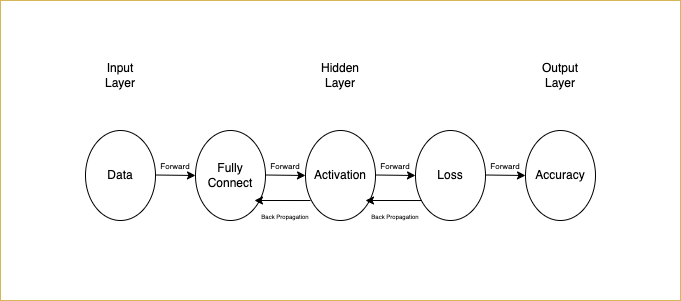 Input
Layer
Hidden
Layer
Output
Layer
Data
Forward
Fully
Connect
Forward
Activation
Forward
Loss
Forward
Accuracy
Back Propagation
Back Propagation